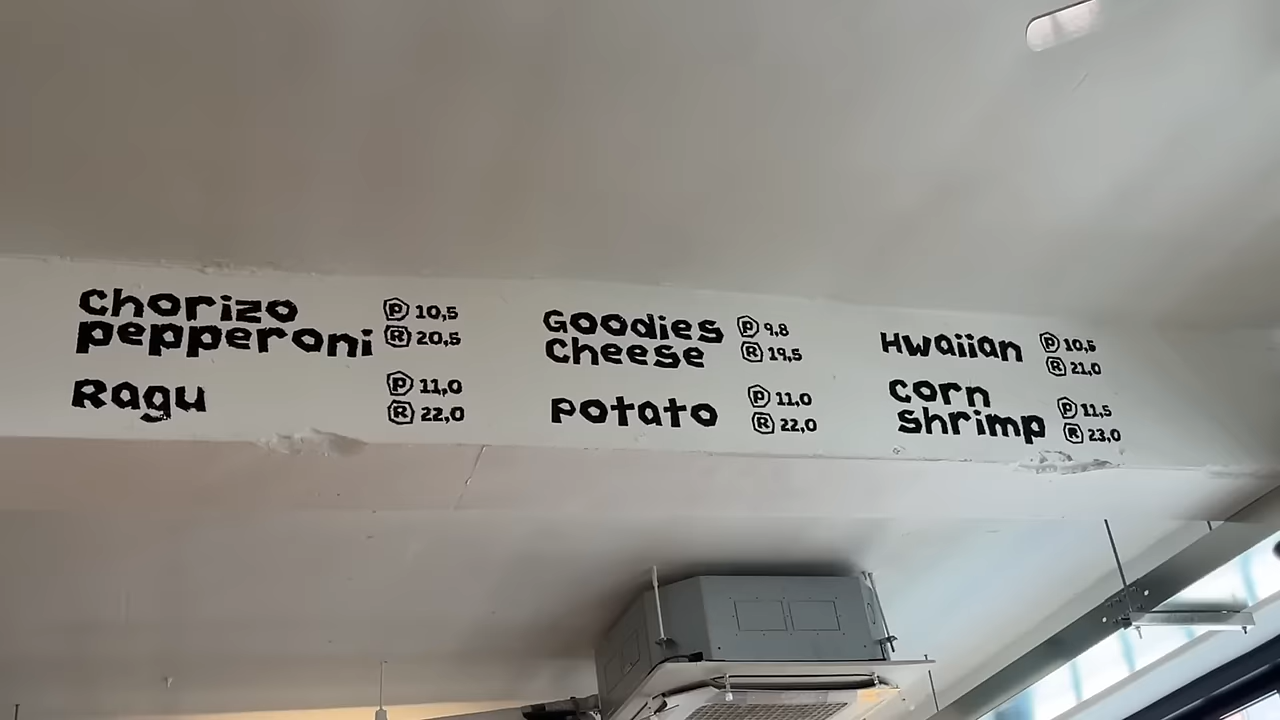 Chorizo
pepperoni
P 10,5
R 20,5
Ragu
P 11,0
R 22,0
Goodies
Cheese
P 9,8
R 19,5
Potato
P 11,0
R 22,0
Hwaiian
P 10,5
R 21,0
corn
shrimp
P 11,5
R 23,0